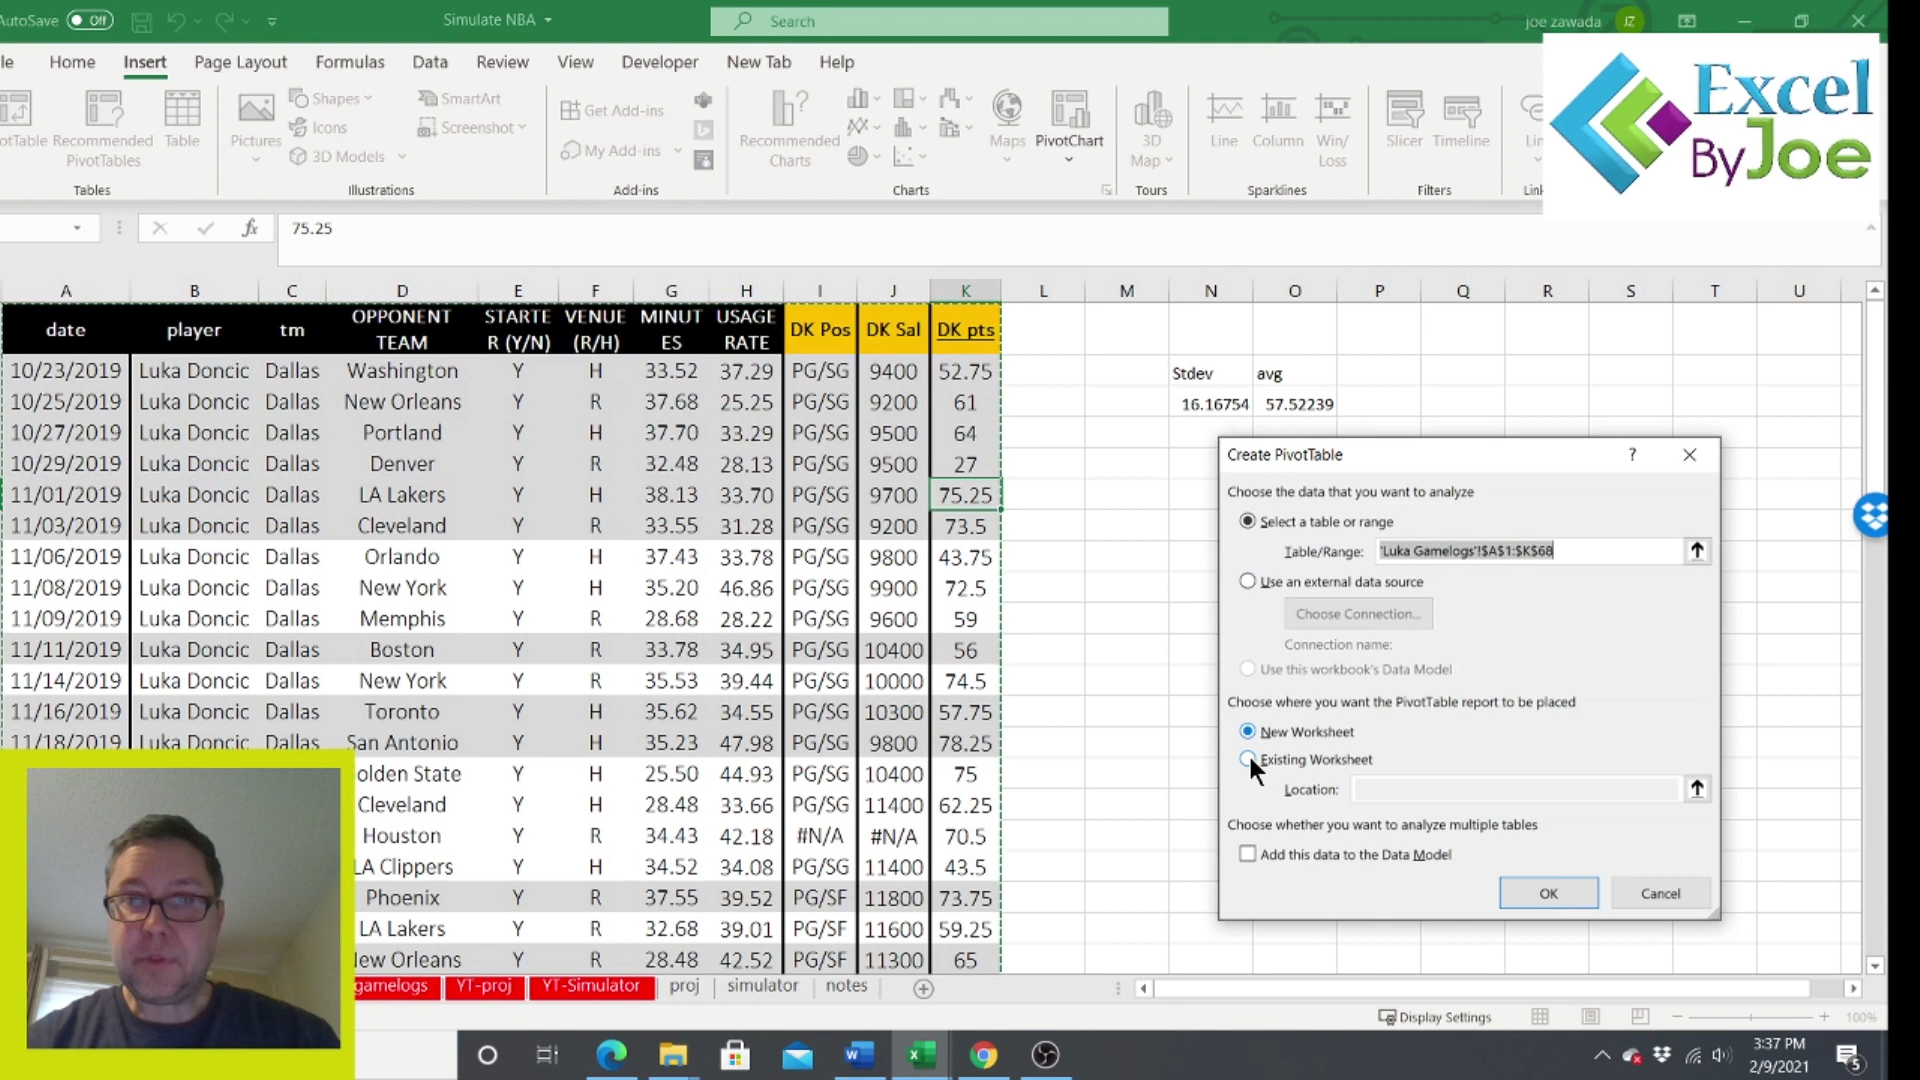 AutoSave Off
Simulate NBA
Search
joe zawada
JZ
le Home Insert Page Layout Formulas Data Review View Developer New Tab Help
Excel
ByJoe
votTable
Recommended
PivotTables
Table
Pictures
Shapes
Icons
3D Models
SmartArt
Screenshot
Get Add-ins
My Add-ins
Recommended
Charts
Maps
PivotChart
3D
Map
Line
Column
Win/
Loss
Slicer
Timeline
Lin
Tables Illustrations Add-ins Charts Tours Sparklines Filters Link
fx 75.25
A B C D E F G H I J K L M N O P Q R S T U
date player tm OPPONENT TEAM STARTE R (Y/N) VENUE (R/H) MINUT ES USAGE RATE DK Pos DK Sal DK pts
10/23/2019 Luka Doncic Dallas Washington Y H 33.52 37.29 PG/SG 9400 52.75
10/25/2019 Luka Doncic Dallas New Orleans Y R 37.68 25.25 PG/SG 9200 61
10/27/2019 Luka Doncic Dallas Portland Y H 37.70 33.29 PG/SG 9500 64
10/29/2019 Luka Doncic Dallas Denver Y R 32.48 28.13 PG/SG 9500 27
11/01/2019 Luka Doncic Dallas LA Lakers Y H 38.13 33.70 PG/SG 9700 75.25
11/03/2019 Luka Doncic Dallas Cleveland Y R 33.55 31.28 PG/SG 9200 73.5
11/06/2019 Luka Doncic Dallas Orlando Y H 37.43 33.78 PG/SG 9800 43.75
11/08/2019 Luka Doncic Dallas New York Y H 35.20 46.86 PG/SG 9900 72.5
11/09/2019 Luka Doncic Dallas Memphis Y R 28.68 28.22 PG/SG 9600 59
11/11/2019 Luka Doncic Dallas Boston Y R 33.78 34.95 PG/SG 10400 56
11/14/2019 Luka Doncic Dallas New York Y R 35.53 39.44 PG/SG 10000 74.5
11/16/2019 Luka Doncic Dallas Toronto Y H 35.62 34.55 PG/SG 10300 57.75
11/18/2019 Luka Doncic Dallas San Antonio Y H 35.23 47.98 PG/SG 9800 78.25
olden State Y H 25.50 44.93 PG/SG 10400 75
Cleveland Y H 28.48 33.66 PG/SG 11400 62.25
Houston Y R 34.43 42.18 #N/A #N/A 70.5
LA Clippers Y H 34.52 34.08 PG/SG 11400 43.5
Phoenix Y R 37.55 39.52 PG/SF 11800 73.75
LA Lakers Y R 32.68 39.01 PG/SF 11600 59.25
lew Orleans Y R 28.48 42.52 PG/SF 11300 65
Stdev avg
16.16754 57.52239
Create PivotTable ?
Choose the data that you want to analyze
Select a table or range
Table/Range: 'Luka Gamelogs'!$A$1:$K$68
Use an external data source
Choose Connection...
Connection name:
Use this workbook's Data Model
Choose where you want the PivotTable report to be placed
New Worksheet
Existing Worksheet
Location:
Choose whether you want to analyze multiple tables
Add this data to the Data Model
OK Cancel
gamelogs YT-proj YT-Simulator proj simulator notes
Display Settings 100%
3:37 PM
2/9/2021
5